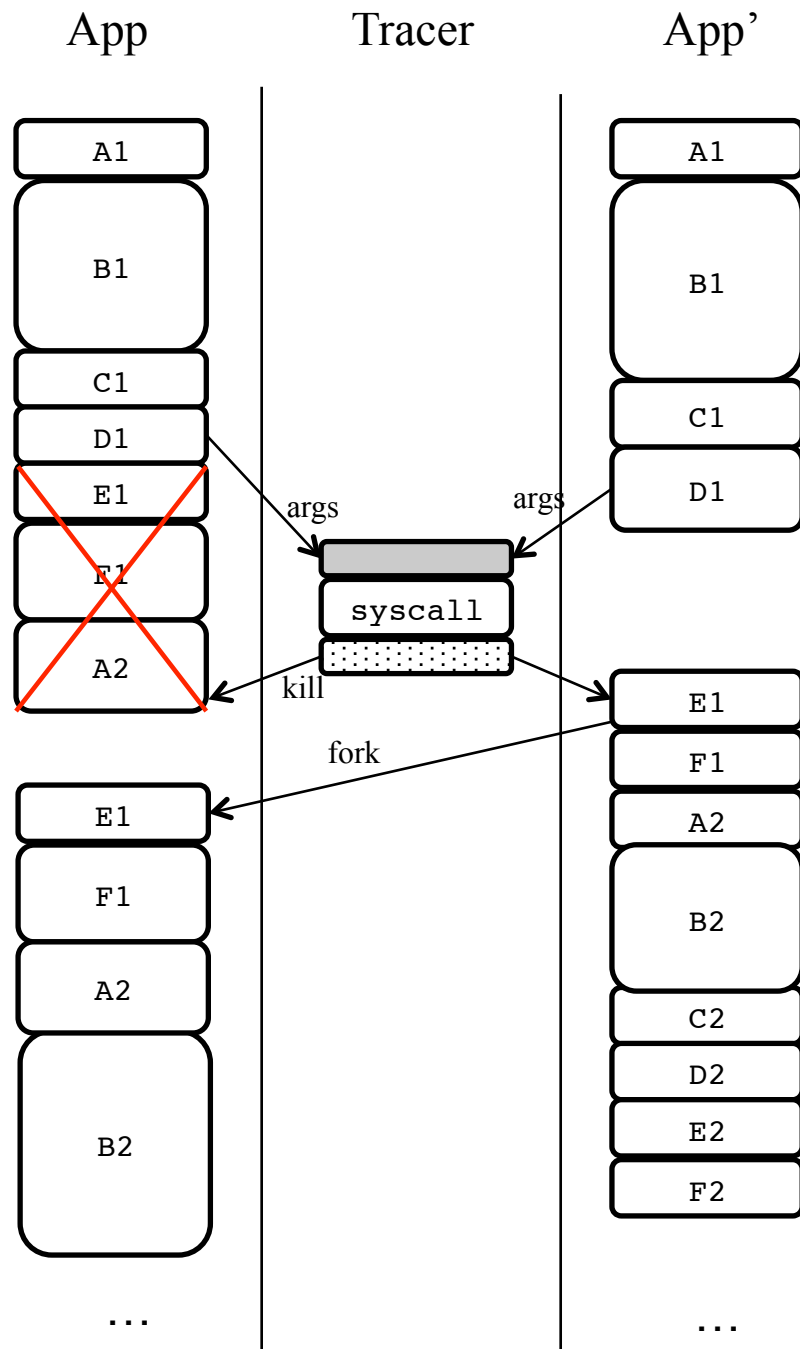 App Tracer App’
A1
B1
C1
D1
E1
F1
A2
E1
F1
A2
B2
...
args
args
syscall
kill
fork
A1
B1
C1
D1
E1
F1
A2
B2
C2
D2
E2
F2
...